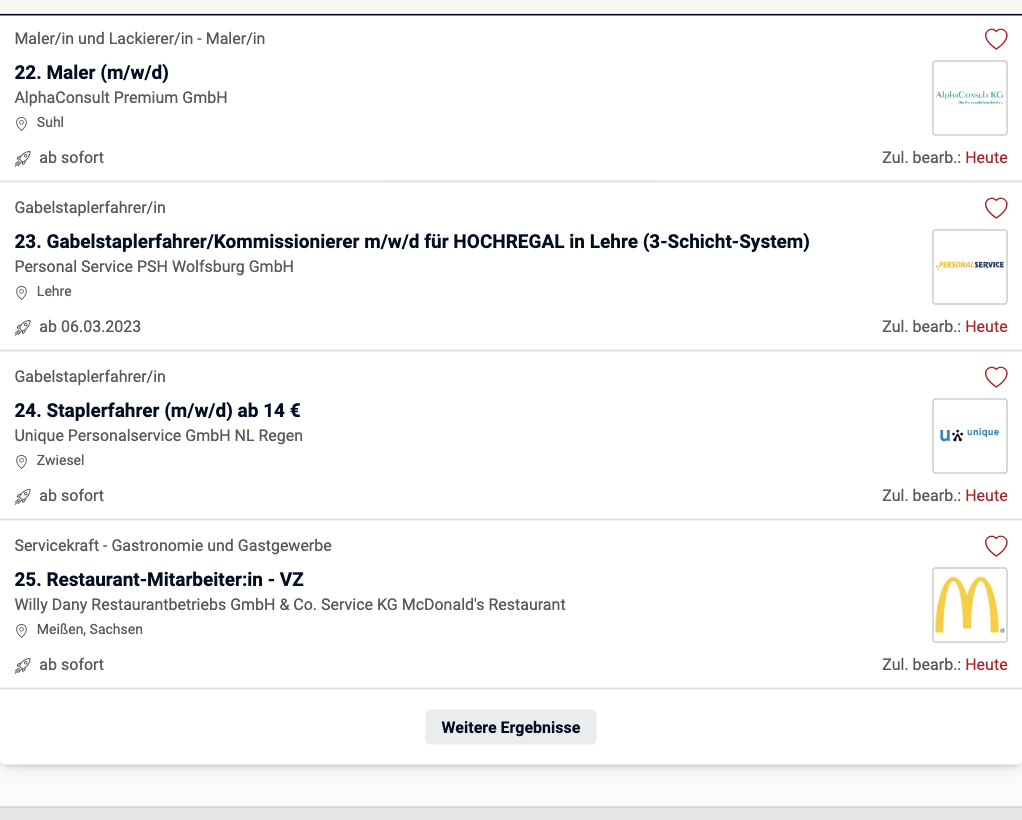 Maler/in und Lackierer/in - Maler/in
22. Maler (m/w/d)
AlphaConsult Premium GmbH
AlphaConsult KG
Suhl
ab sofort
Zul. bearb.: Heute
Gabelstaplerfahrer/in
23. Gabelstaplerfahrer/Kommissionierer m/w/d für HOCHREGAL in Lehre (3-Schicht-System)
Personal Service PSH Wolfsburg GmbH
PERSONALSERVICE
Lehre
ab 06.03.2023
Zul. bearb.: Heute
Gabelstaplerfahrer/in
24. Staplerfahrer (m/w/d) ab 14 €
Unique Personalservice GmbH NL Regen
unique
Zwiesel
ab sofort
Zul. bearb.: Heute
Servicekraft - Gastronomie und Gastgewerbe
25. Restaurant-Mitarbeiter:in - VZ
Willy Dany Restaurantbetriebs GmbH & Co. Service KG McDonald's Restaurant
Meißen, Sachsen
ab sofort
Zul. bearb.: Heute
Weitere Ergebnisse